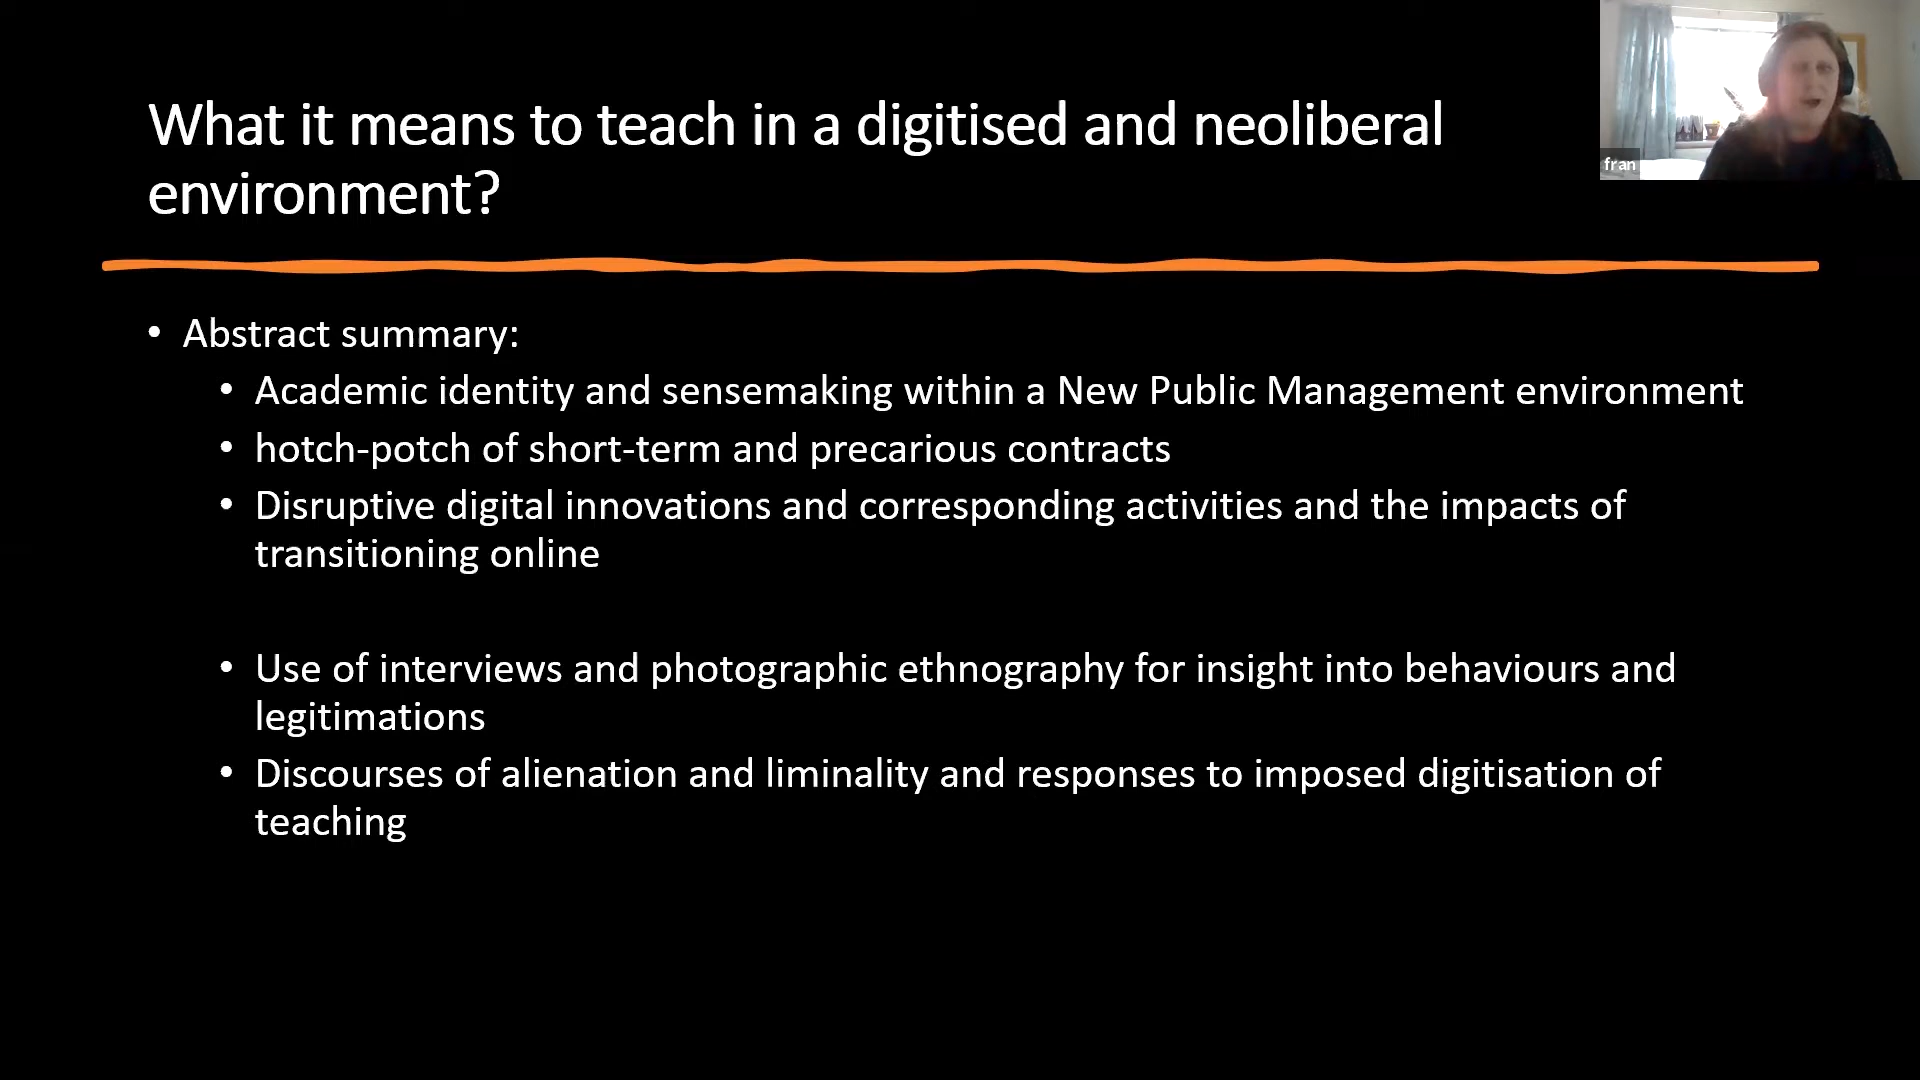 What it means to teach in a digitised and neoliberal
environment?
fran
• Abstract summary:
• Academic identity and sensemaking within a New Public Management environment
• hotch-potch of short-term and precarious contracts
• Disruptive digital innovations and corresponding activities and the impacts of
transitioning online
• Use of interviews and photographic ethnography for insight into behaviours and
legitimations
• Discourses of alienation and liminality and responses to imposed digitisation of
teaching